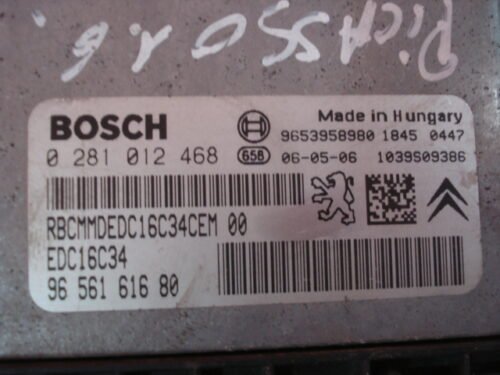 PiCASSO 1.6
BOSCH
Made in Hungary
9653958980 1845 0447
0 281 012 468
658
06-05-06 1039S09386
RBCMMDEDC16C34CEM 00
EDC16C34
96 561 616 80